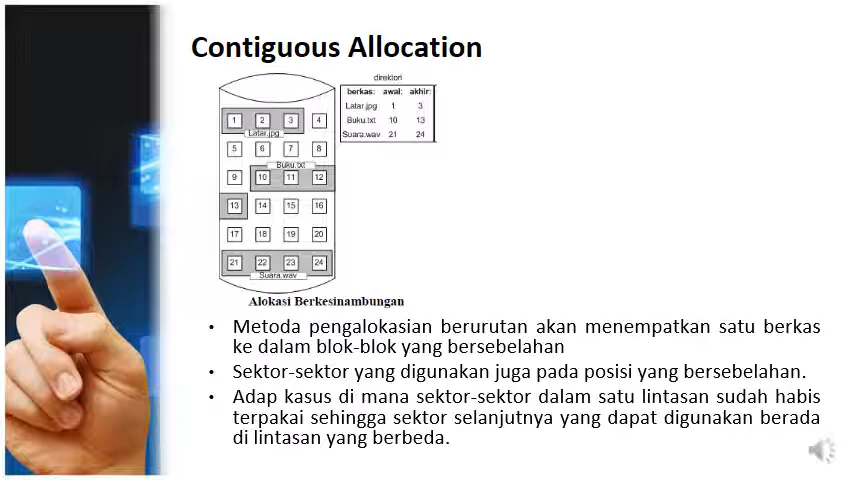 Contiguous Allocation
direktori
berkas: awal: akhir:
Latar.jpg 1 3
Buku.txt 10 13
Suara.wav 21 24
1 2 3 4
Latar.jpg
5 6 7 8
Buku.txt
9 10 11 12
13 14 15 16
17 18 19 20
21 22 23 24
Suara.wav
Alokasi Berkesinambungan
• Metoda pengalokasian berurutan akan menempatkan satu berkas
ke dalam blok-blok yang bersebelahan
• Sektor-sektor yang digunakan juga pada posisi yang bersebelahan.
• Adap kasus di mana sektor-sektor dalam satu lintasan sudah habis
terpakai sehingga sektor selanjutnya yang dapat digunakan berada
di lintasan yang berbeda.